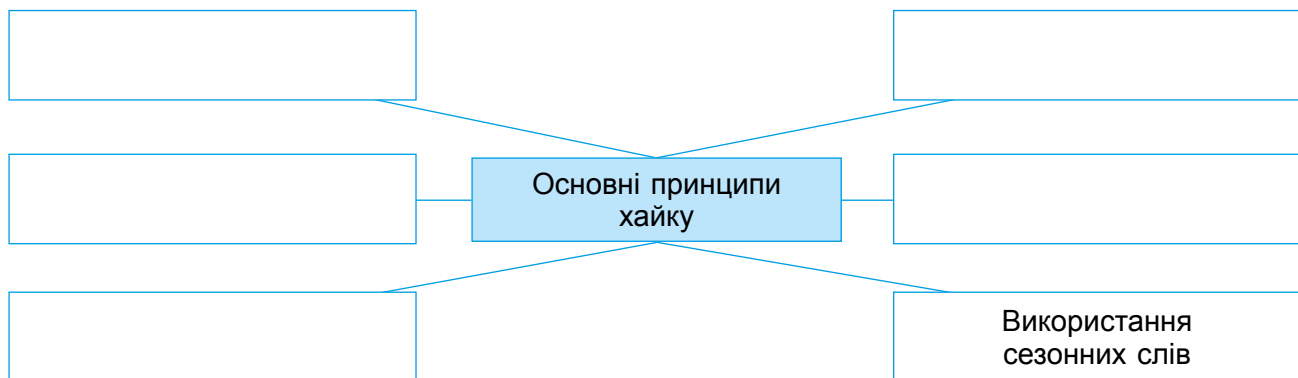 Основні принципи
хайку
Використання
сезонних слів